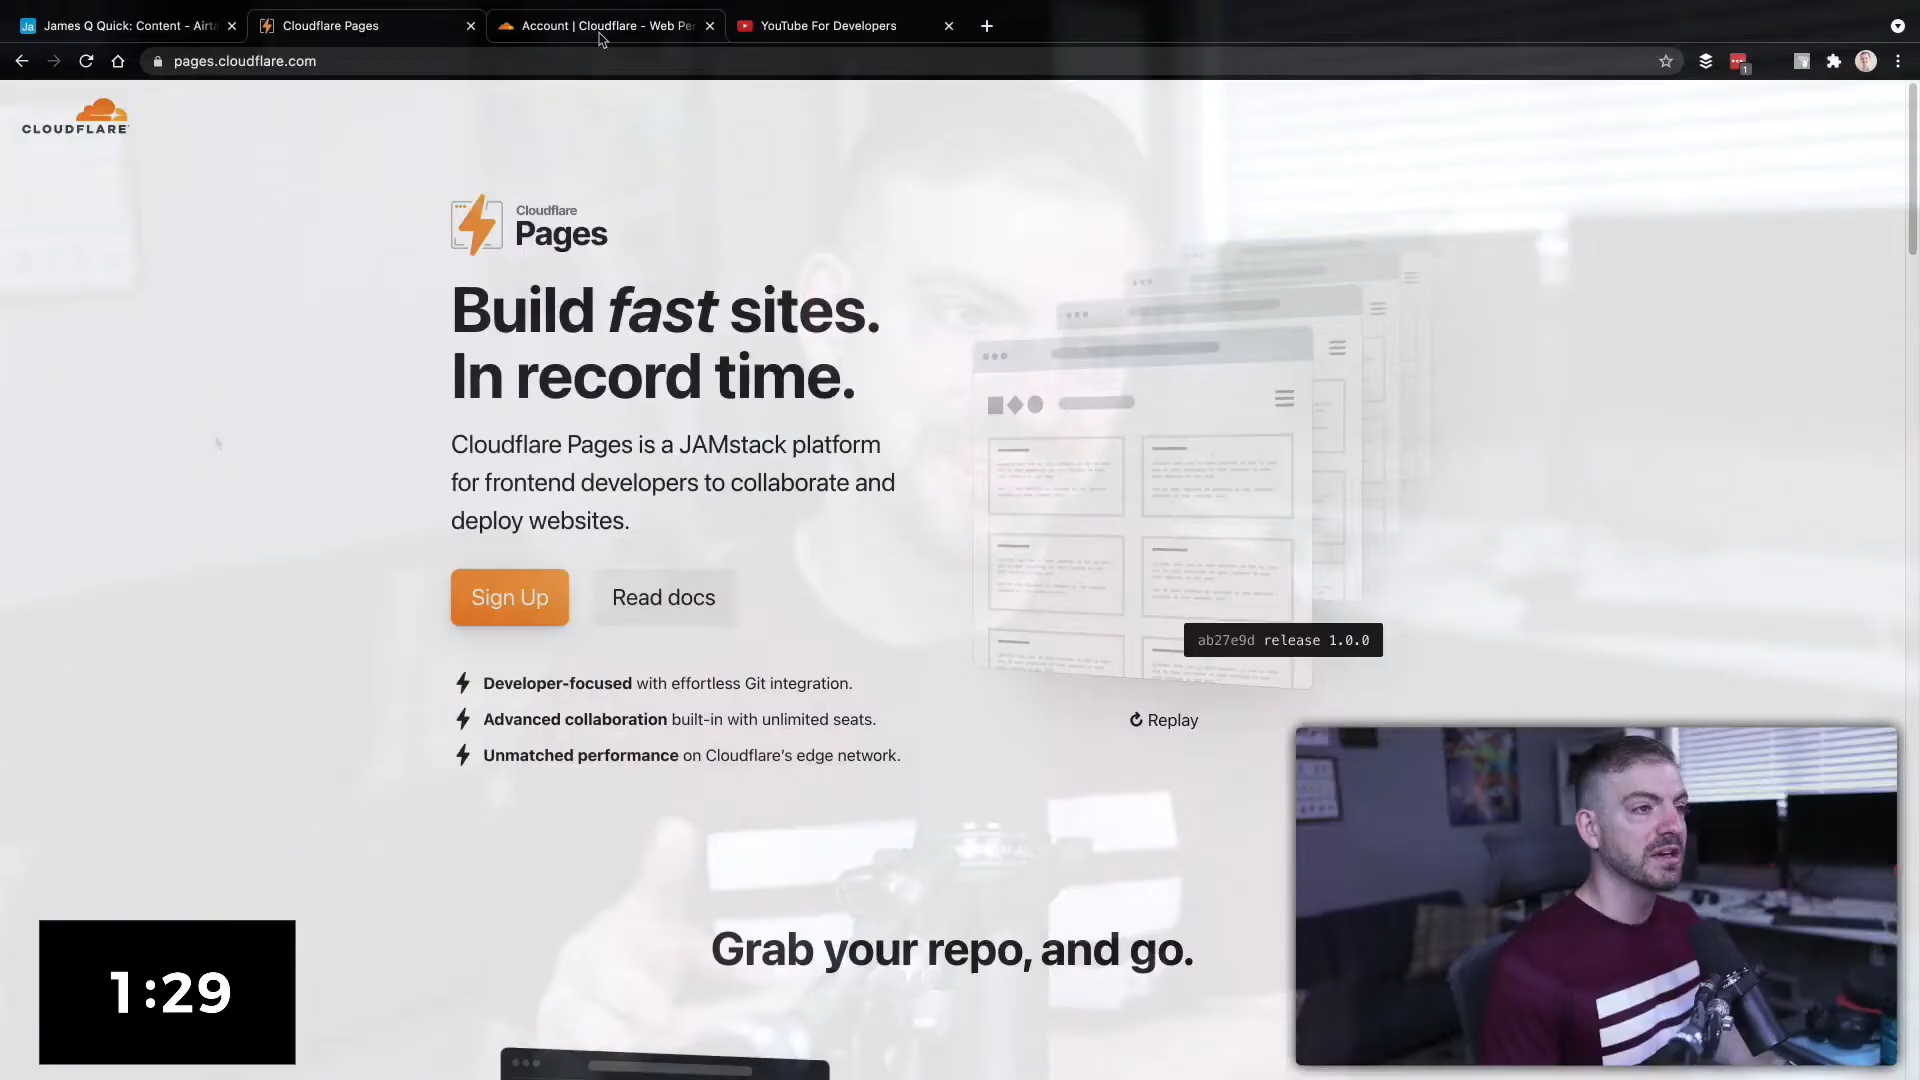 James Q Quick: Content - Airta
Cloudflare Pages
Account | Cloudflare - Web Per
YouTube For Developers
pages.cloudflare.com
1
CLOUDFLARE
Cloudflare
Pages
Build fast sites.
In record time.
Cloudflare Pages is a JAMstack platform
for frontend developers to collaborate and
deploy websites.
Sign Up
Read docs
ab27e9d release 1.0.0
Developer-focused with effortless Git integration.
Advanced collaboration built-in with unlimited seats.
Unmatched performance on Cloudflare’s edge network.
Replay
Grab your repo, and go.
1:29